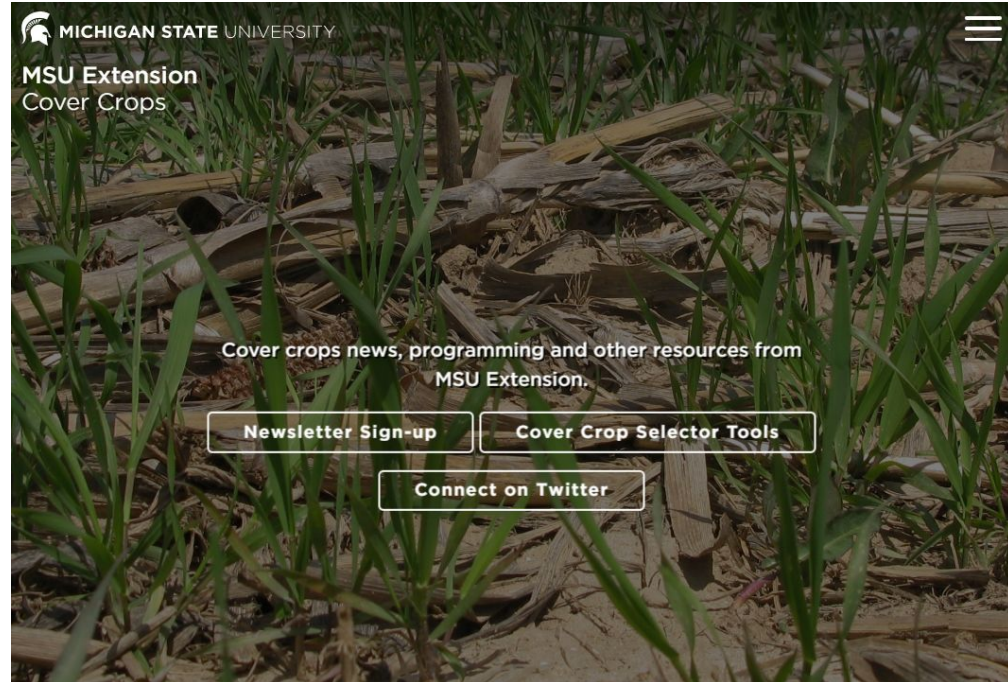 MICHIGAN STATE UNIVERSITY
MSU Extension
Cover Crops
Cover crops news, programming and other resources from
MSU Extension.
Newsletter Sign-up
Cover Crop Selector Tools
Connect on Twitter